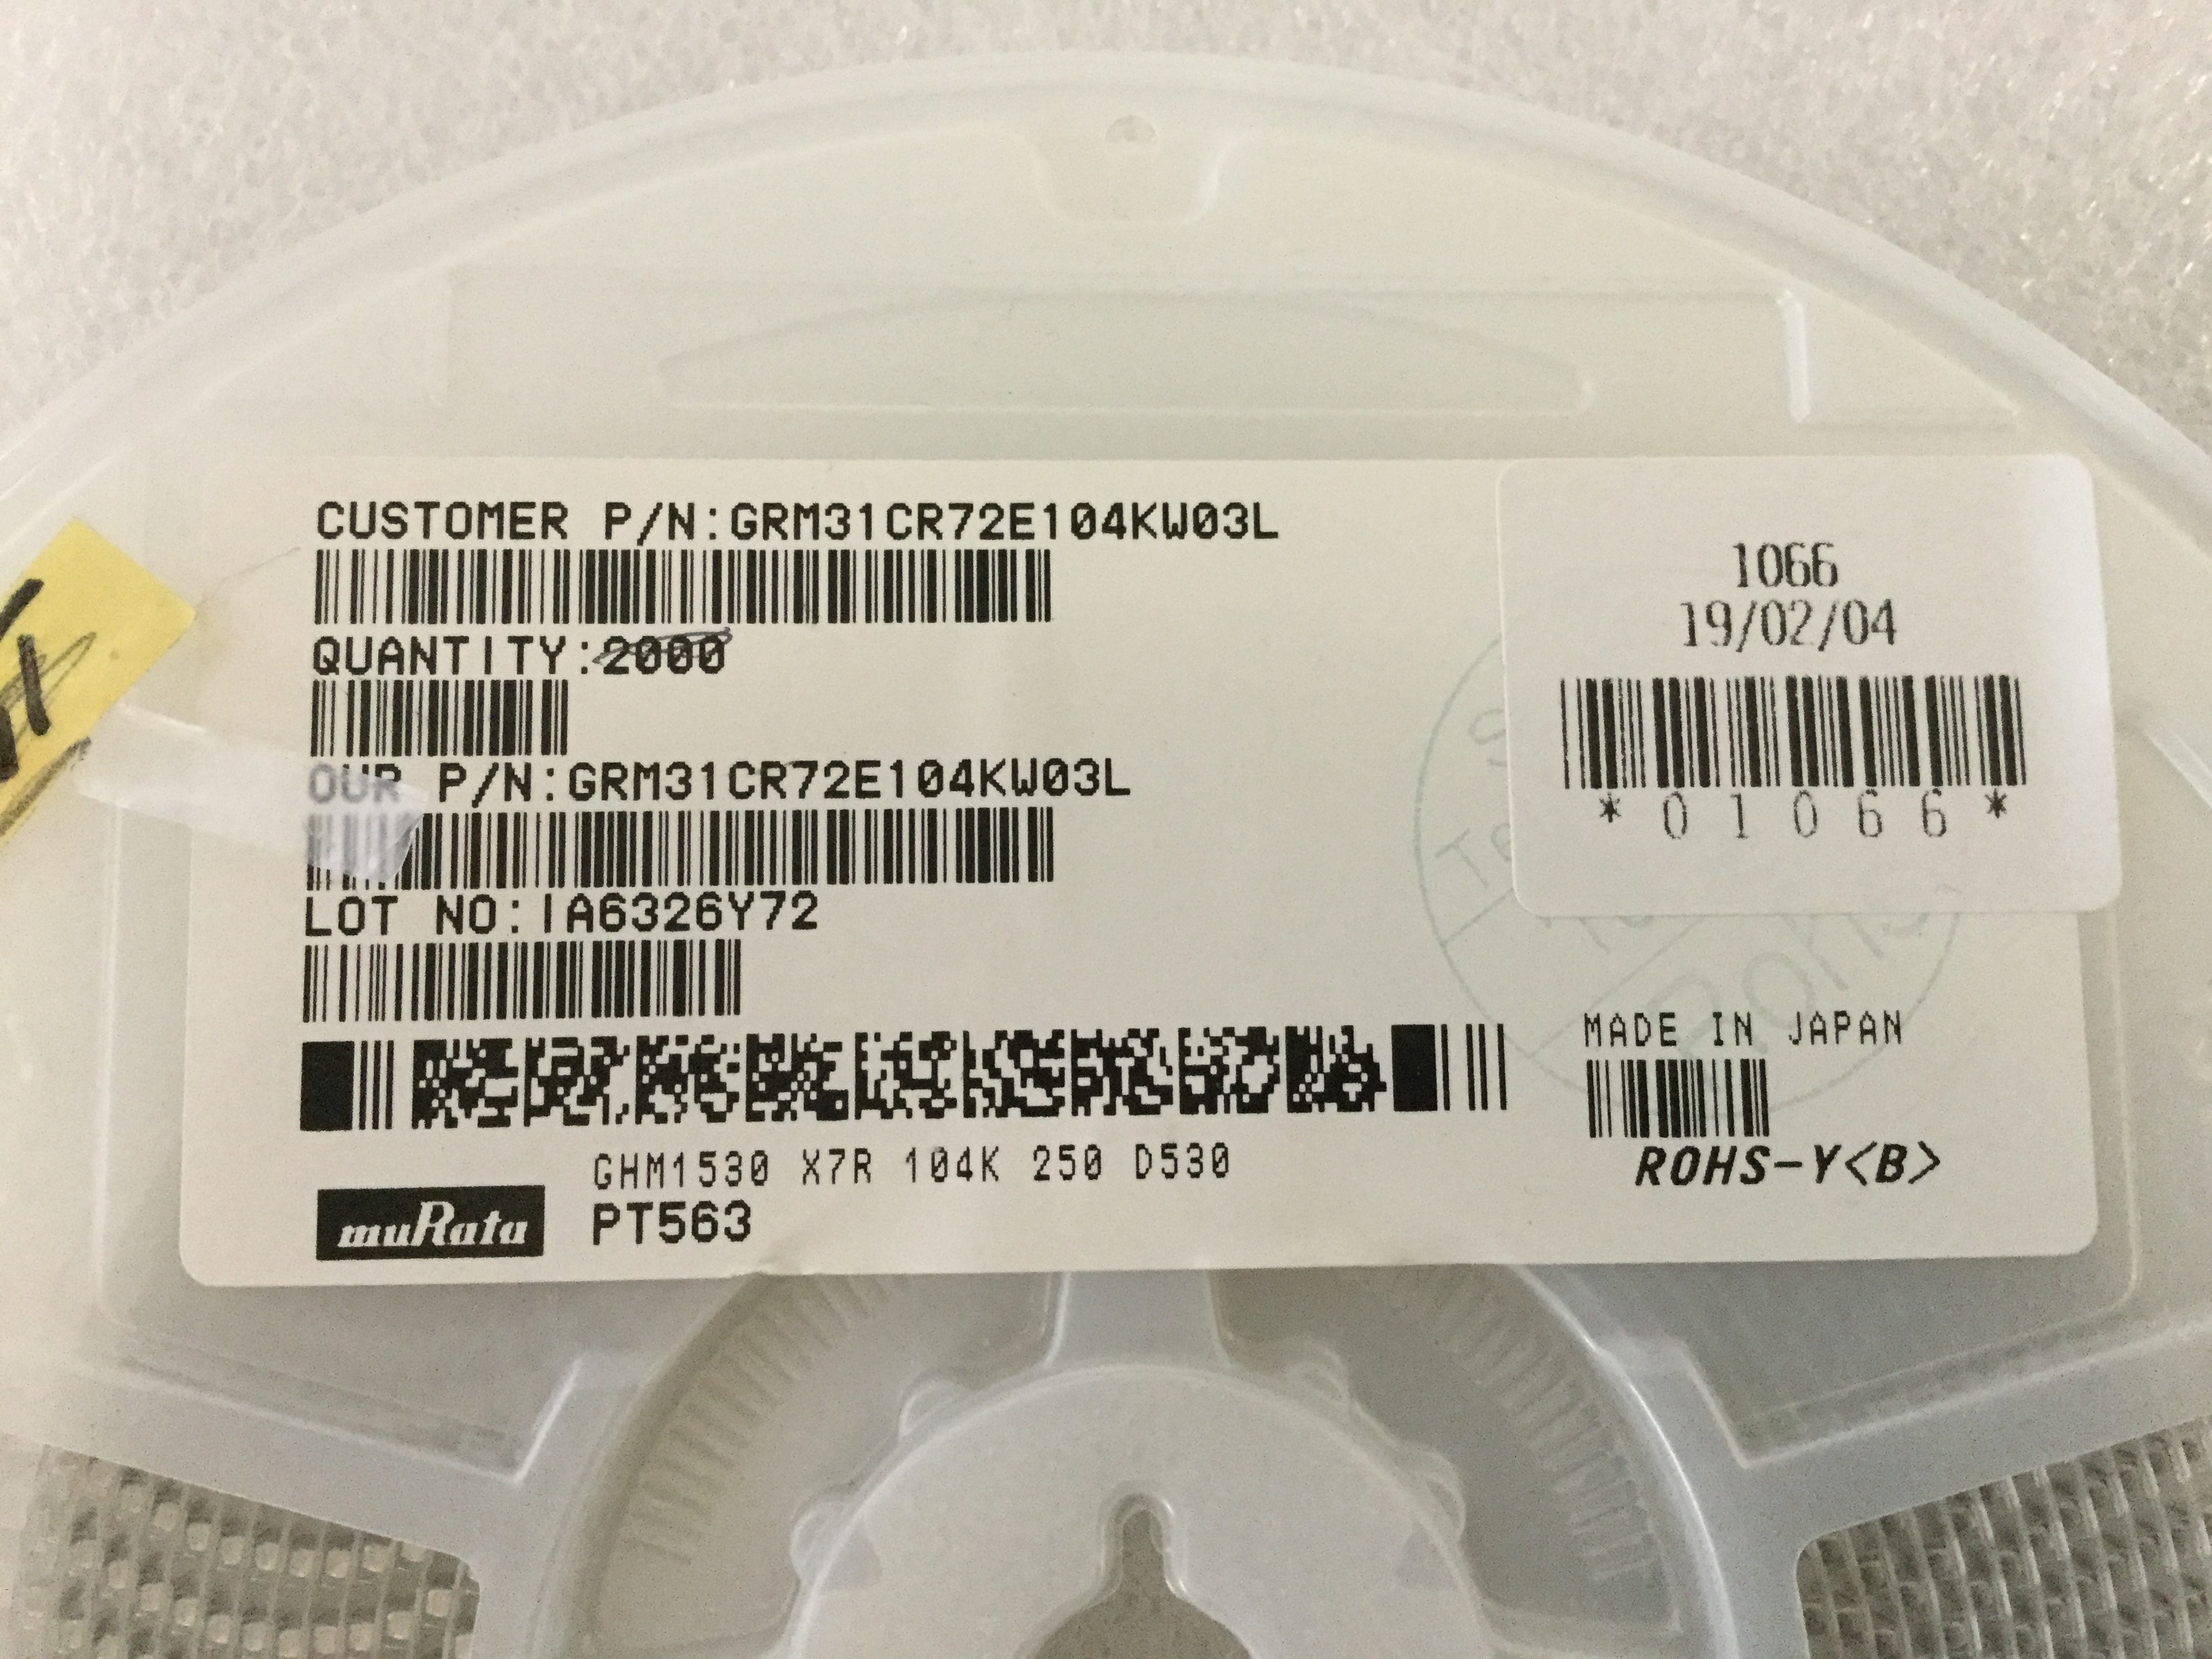 CUSTOMER P/N:GRM31CR72E104KW03L
QUANTITY:2000
OUR P/N:GRM31CR72E104KW03L
LOT NO:IA6326Y72
GHM1530 X7R 104K 250 D530
muRata
PT563
1066
19/02/04
*01066*
MADE IN JAPAN
ROHS-Y<B>